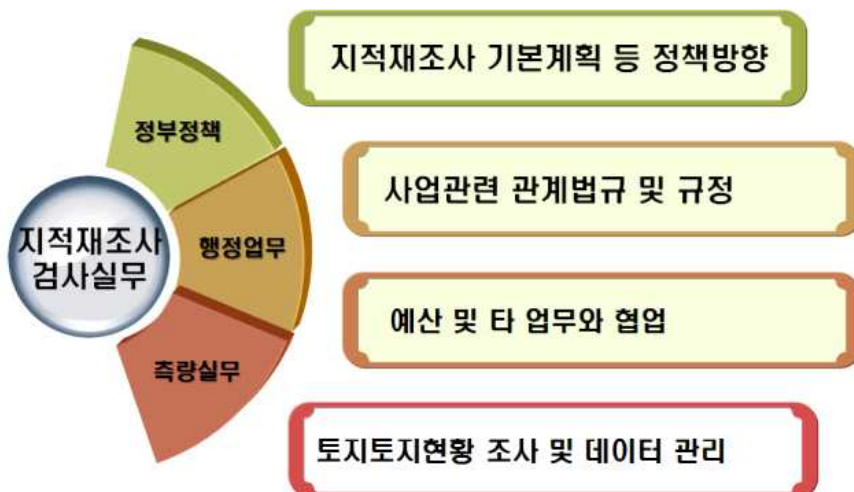 지적재조사 기본계획 등 정책방향
정부정책
사업관련 관계법규 및 규정
지적재조사
검사실무
행정업무
예산 및 타 업무와 협업
측량실무
토지토지현황 조사 및 데이터 관리